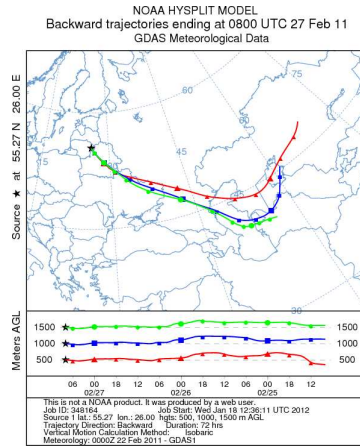 NOAA HYSPLIT MODEL
Backward trajectories ending at 0800 UTC 27 Feb 11
GDAS Meteorological Data
Source ★ at 55.27 N 26.00 E
75
60
45
30
Meters AGL
1500
1000
500
1500
1000
500
06 00 18 12 06 00 18 12 06 00 18 12
02/27 02/26 02/25
This is not a NOAA product. It was produced by a web user.
Job ID: 348164 Job Start: Wed Jan 18 12:36:11 UTC 2012
Source 1 lat.: 55.27 lon.: 26.00 hgts: 500, 1000, 1500 m AGL
Trajectory Direction: Backward Duration: 72 hrs
Vertical Motion Calculation Method: Isobaric
Meteorology: 0000Z 22 Feb 2011 - GDAS1